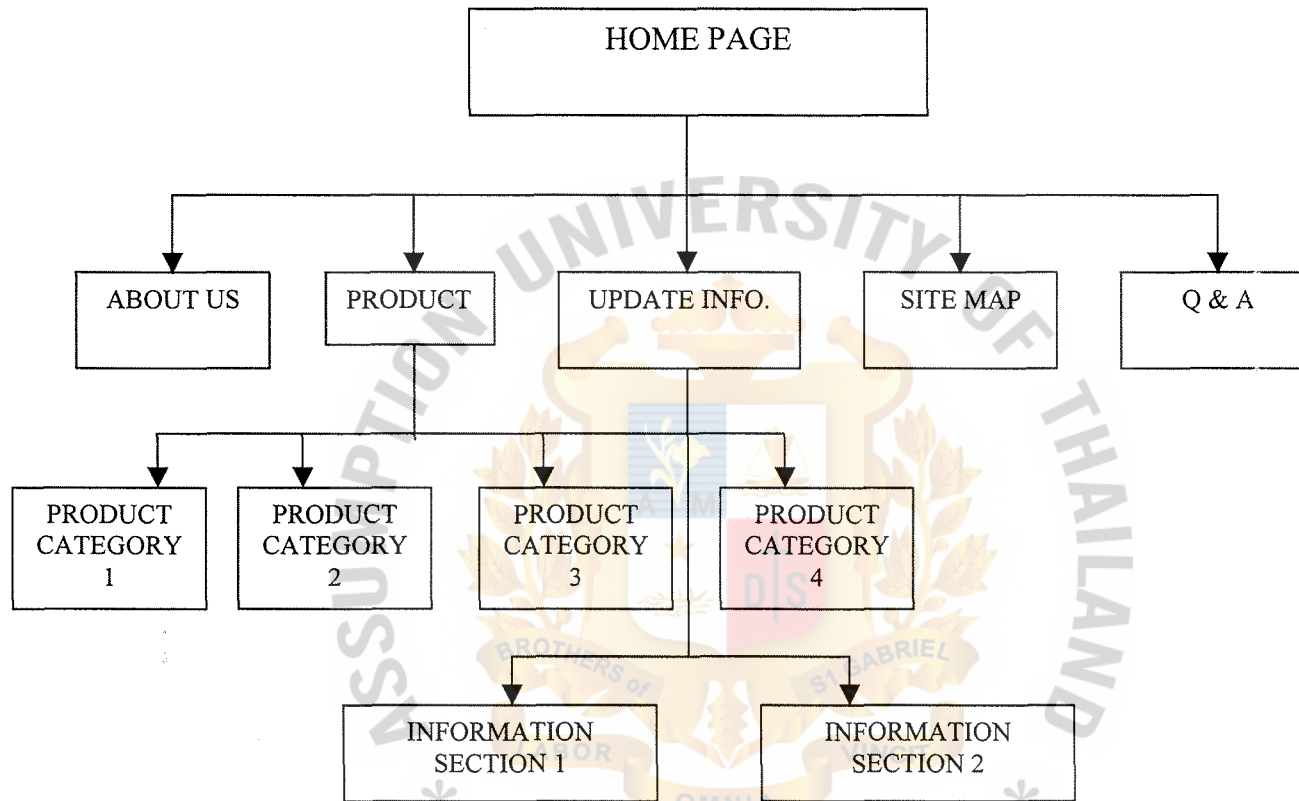 HOME PAGE
ABOUT US
PRODUCT
UPDATE INFO.
SITE MAP
Q & A
PRODUCT
CATEGORY
1
PRODUCT
CATEGORY
2
PRODUCT
CATEGORY
3
PRODUCT
CATEGORY
4
INFORMATION
SECTION 1
INFORMATION
SECTION 2
ASSUMPTION UNIVERSITY OF THAILAND
A M
D S
BROTHERS of
S1 GABRIEL
LABOR
VINCIT
OMNIA